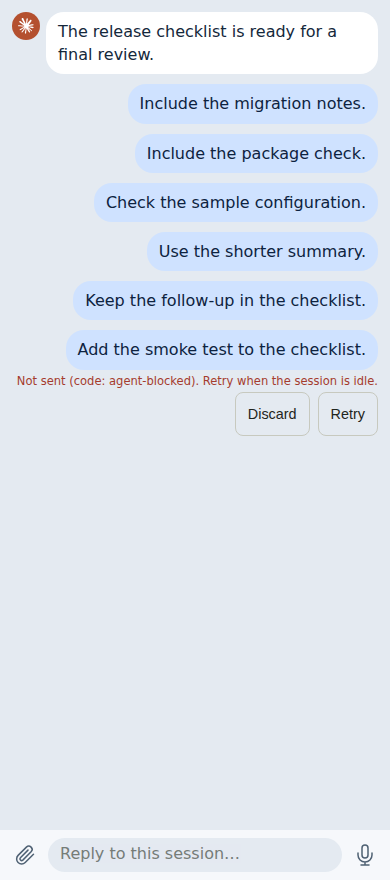 The release checklist is ready for a
final review.
Include the migration notes.
Include the package check.
Check the sample configuration.
Use the shorter summary.
Keep the follow-up in the checklist.
Add the smoke test to the checklist.
Not sent (code: agent-blocked). Retry when the session is idle.
Discard Retry
Reply to this session...